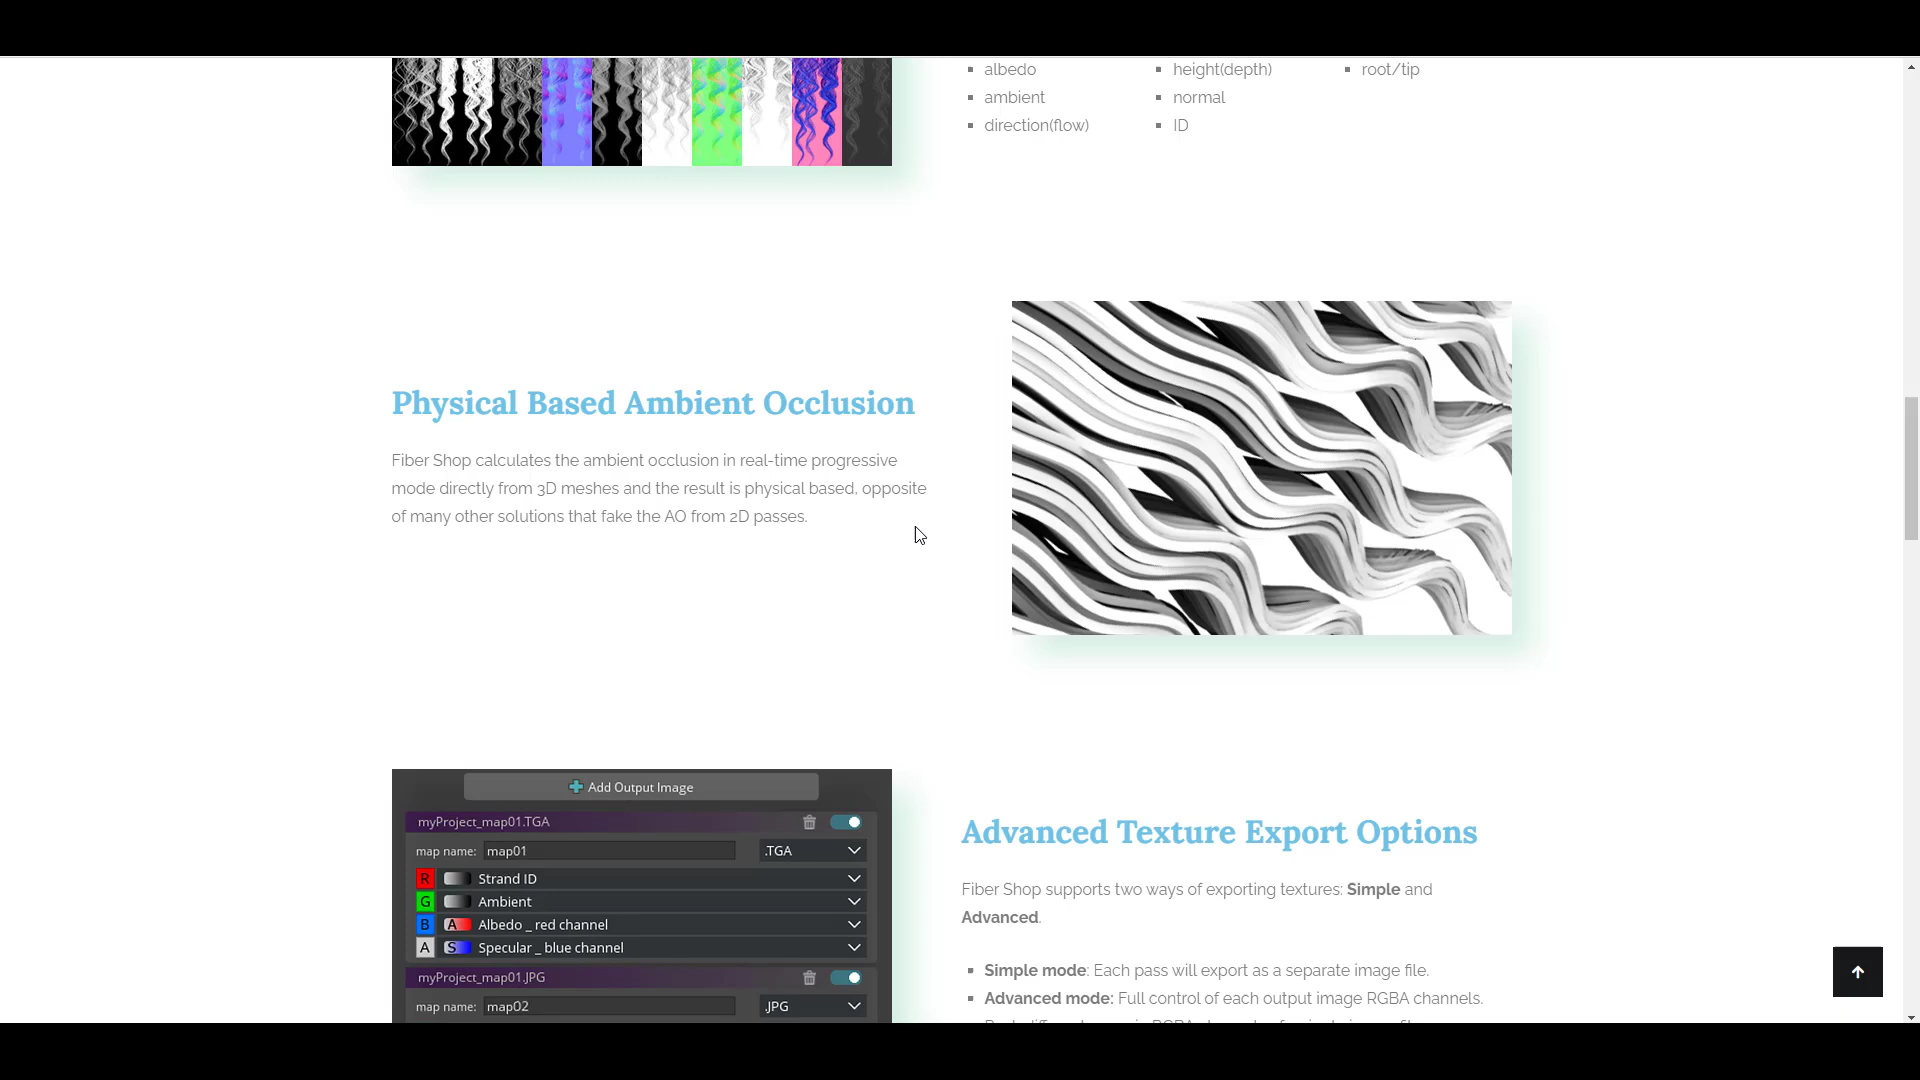 albedo
height(depth)
root/tip
ambient
normal
direction(flow)
ID
Physical Based Ambient Occlusion
Fiber Shop calculates the ambient occlusion in real-time progressive
mode directly from 3D meshes and the result is physical based, opposite
of many other solutions that fake the AO from 2D passes.
Add Output Image
myProject_map01.TGA
map name: map01 .TGA
R Strand ID
G Ambient
B A Albedo _ red channel
A S Specular _ blue channel
myProject_map01.JPG
map name: map02 .JPG
Advanced Texture Export Options
Fiber Shop supports two ways of exporting textures: Simple and
Advanced.
Simple mode: Each pass will export as a separate image file.
Advanced mode: Full control of each output image RGBA channels.